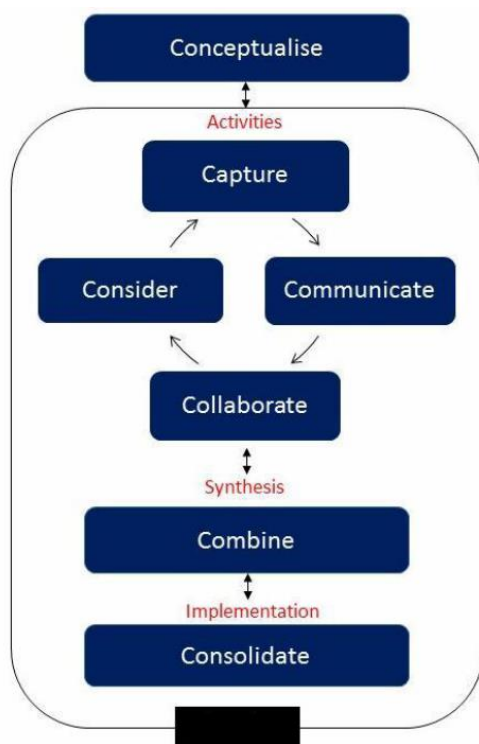 Conceptualise
Activities
Capture
Consider
Communicate
Collaborate
Synthesis
Combine
Implementation
Consolidate